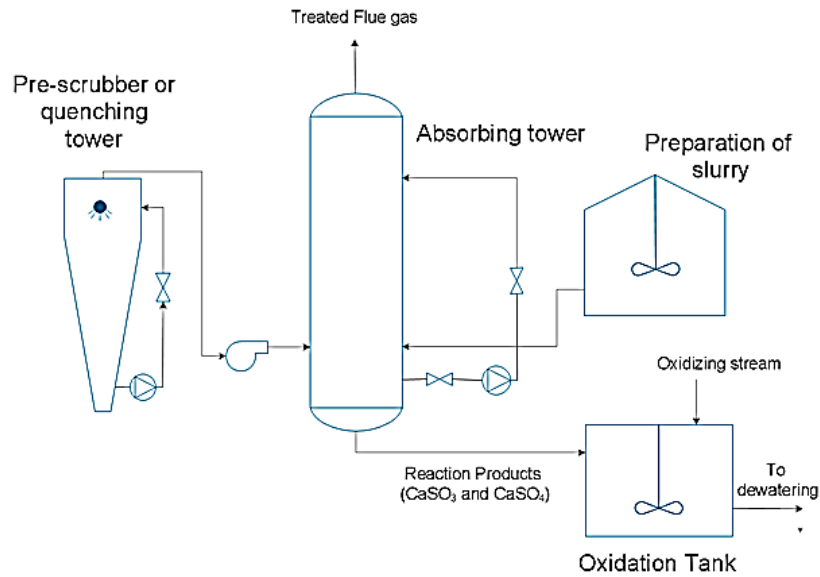 Treated Flue gas
Pre-scrubber or
quenching
tower
Absorbing tower
Preparation of
slurry
Oxidizing stream
Reaction Products
(CaSO₃ and CaSO₄)
To
dewatering
Oxidation Tank